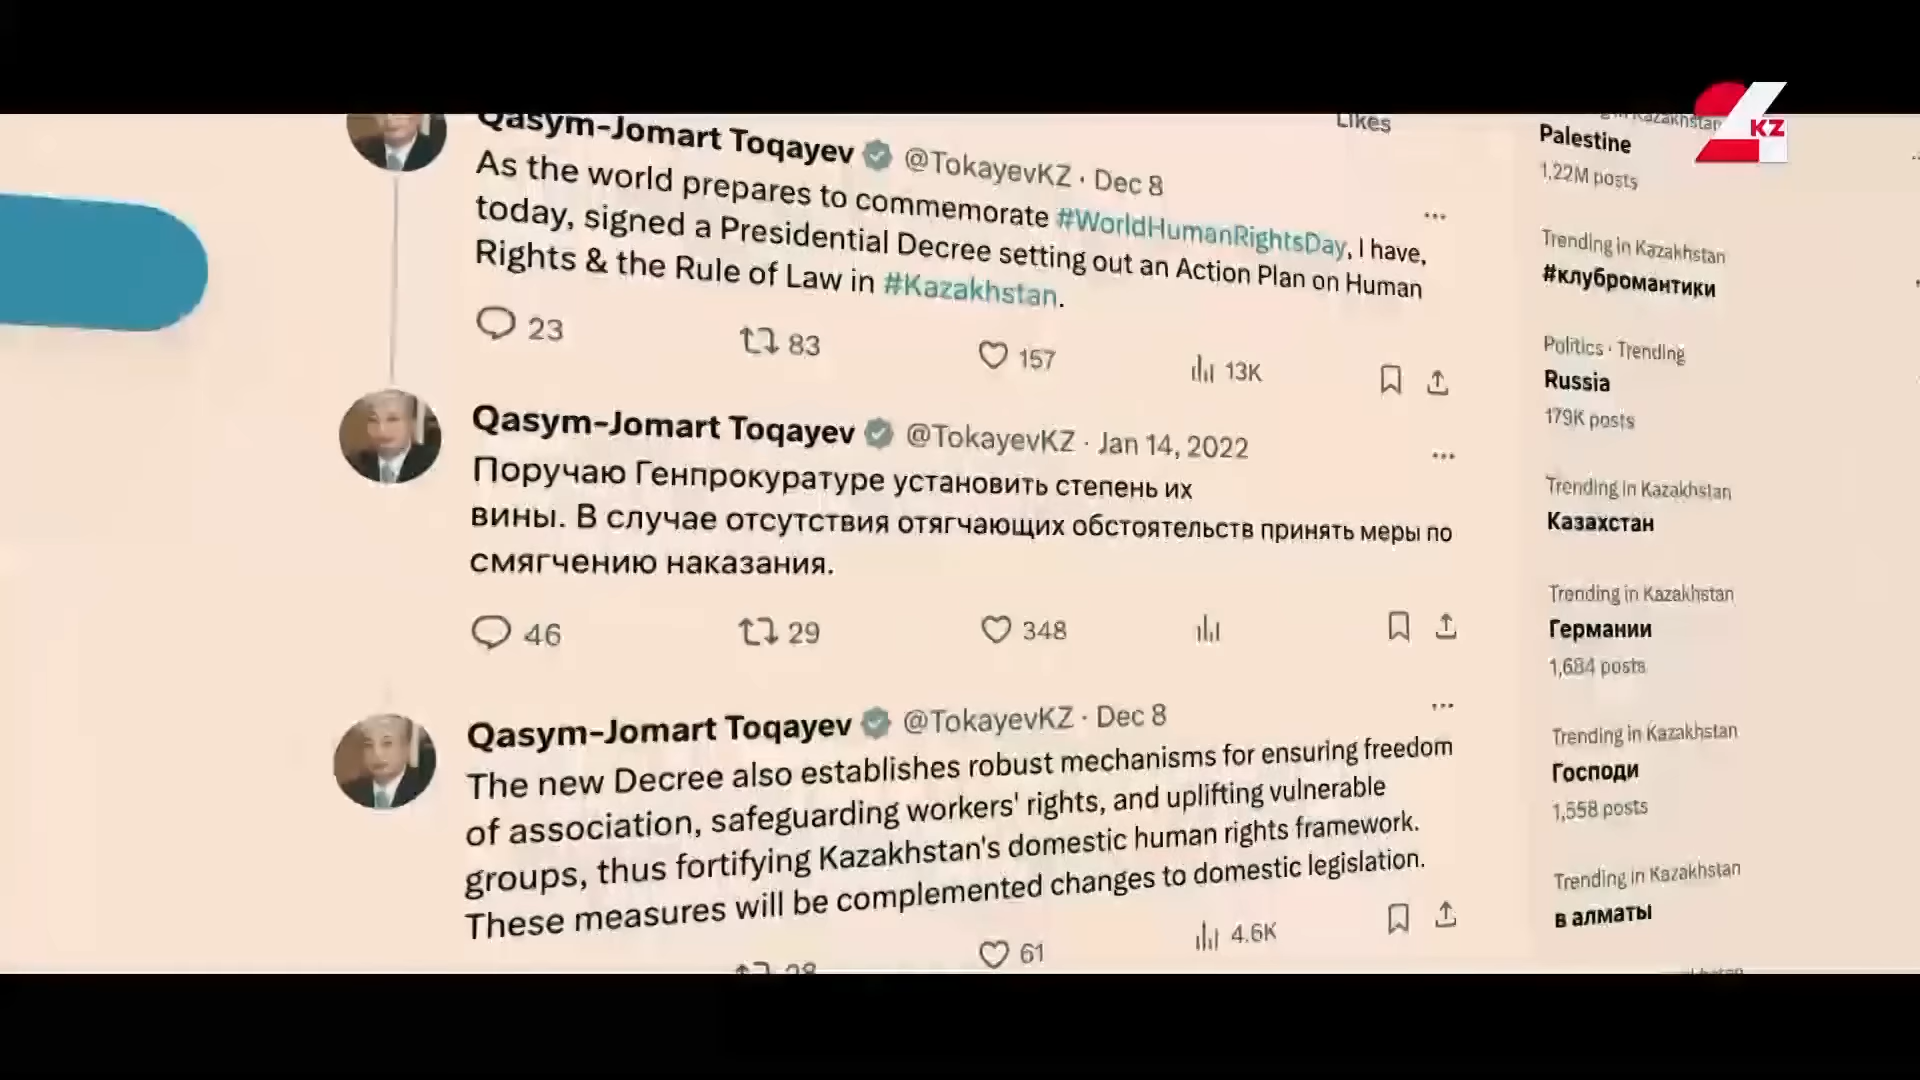 KZ
Likes
Qasym-Jomart Toqayev @TokayevKZ · Dec 8
As the world prepares to commemorate #WorldHumanRightsDay, I have,
today, signed a Presidential Decree setting out an Action Plan on Human
Rights & the Rule of Law in #Kazakhstan.
23 83 157 13K
Qasym-Jomart Toqayev @TokayevKZ · Jan 14, 2022
Поручаю Генпрокуратуре установить степень их
вины. В случае отсутствия отягчающих обстоятельств принять меры по
смягчению наказания.
46 29 348
Qasym-Jomart Toqayev @TokayevKZ · Dec 8
The new Decree also establishes robust mechanisms for ensuring freedom
of association, safeguarding workers' rights, and uplifting vulnerable
groups, thus fortifying Kazakhstan's domestic human rights framework.
These measures will be complemented changes to domestic legislation.
61 4.6K
Kazakhstan
Palestine
1.22M posts
Trending in Kazakhstan
#клубромантики
Politics · Trending
Russia
179K posts
Trending in Kazakhstan
Казахстан
Trending in Kazakhstan
Германии
1,684 posts
Trending in Kazakhstan
Господи
1,558 posts
Trending in Kazakhstan
в алматы